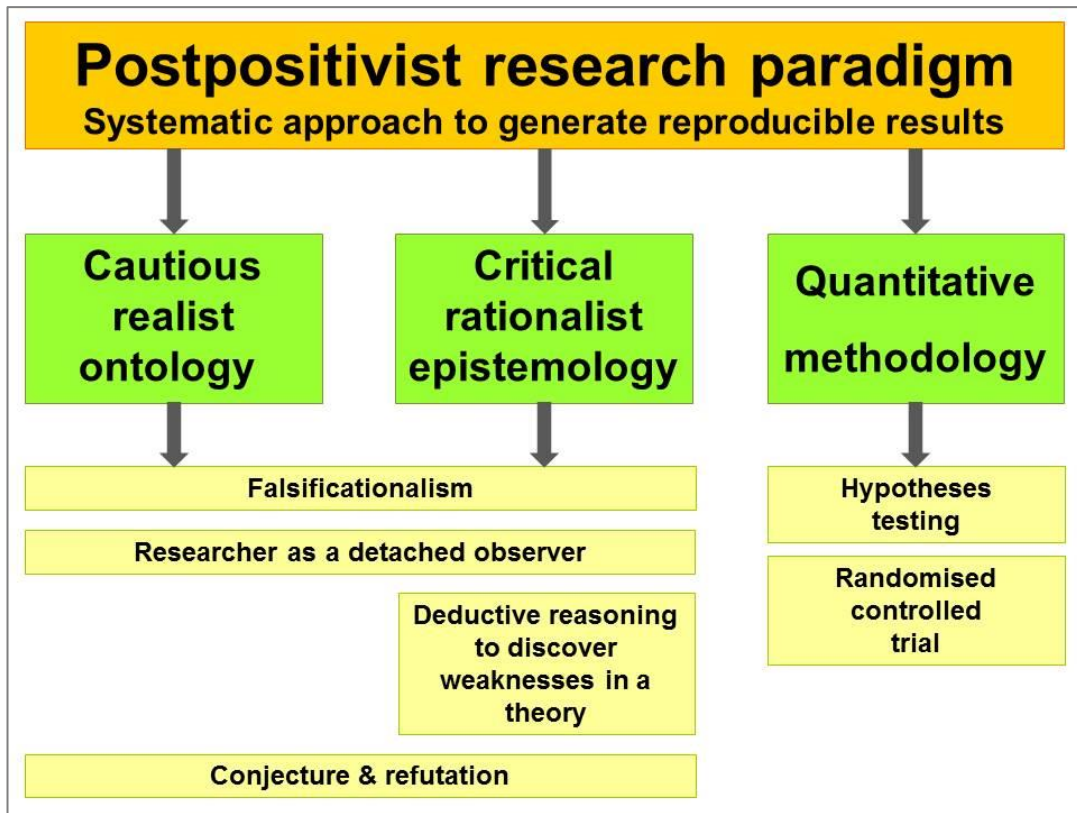 Postpositivist research paradigm
Systematic approach to generate reproducible results
Cautious
realist
ontology
Critical
rationalist
epistemology
Quantitative
methodology
Falsificationalism
Researcher as a detached observer
Deductive reasoning
to discover
weaknesses in a
theory
Conjecture & refutation
Hypotheses
testing
Randomised
controlled
trial